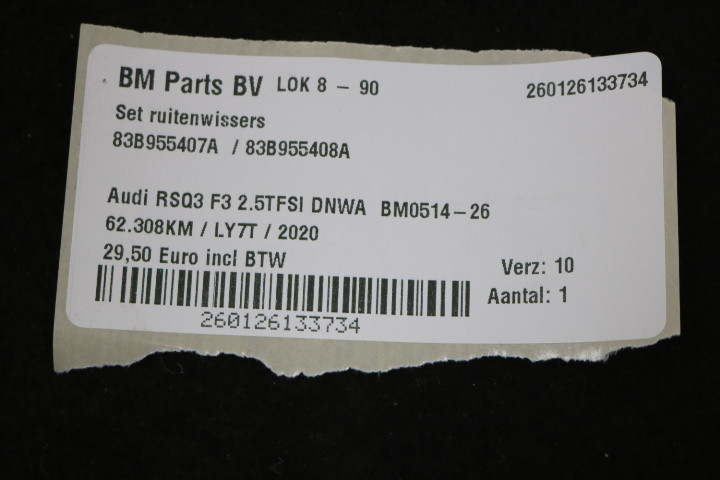 BM Parts BV LOK 8 - 90 260126133734
Set ruitenwissers
83B955407A / 83B955408A
Audi RSQ3 F3 2.5TFSI DNWA BM0514-26
62.308KM / LY7T / 2020
29,50 Euro incl BTW
Verz: 10
Aantal: 1
260126133734